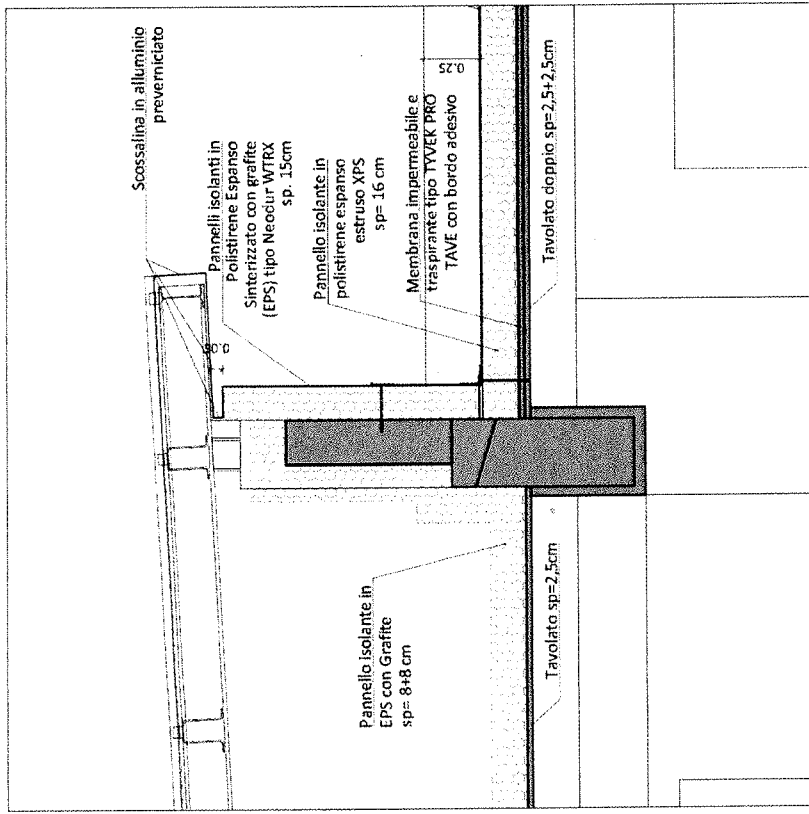 Scossalina in alluminio
preverniciato
Pannelli isolanti in
Polistirene Espanso
Sinterizzato con grafite
(EPS) tipo Neodur WTRX
sp. 15cm
0.06
Pannello isolante in
polistirene espanso
estruso XPS
sp= 16 cm
0.25
Membrana impermeabile e
traspirante tipo TYVEK PRO
TAVE con bordo adesivo
Tavolato doppio sp=2,5+2,5cm
Pannello isolante in
EPS con Grafite
sp= 8+8 cm
Tavolato sp=2,5cm